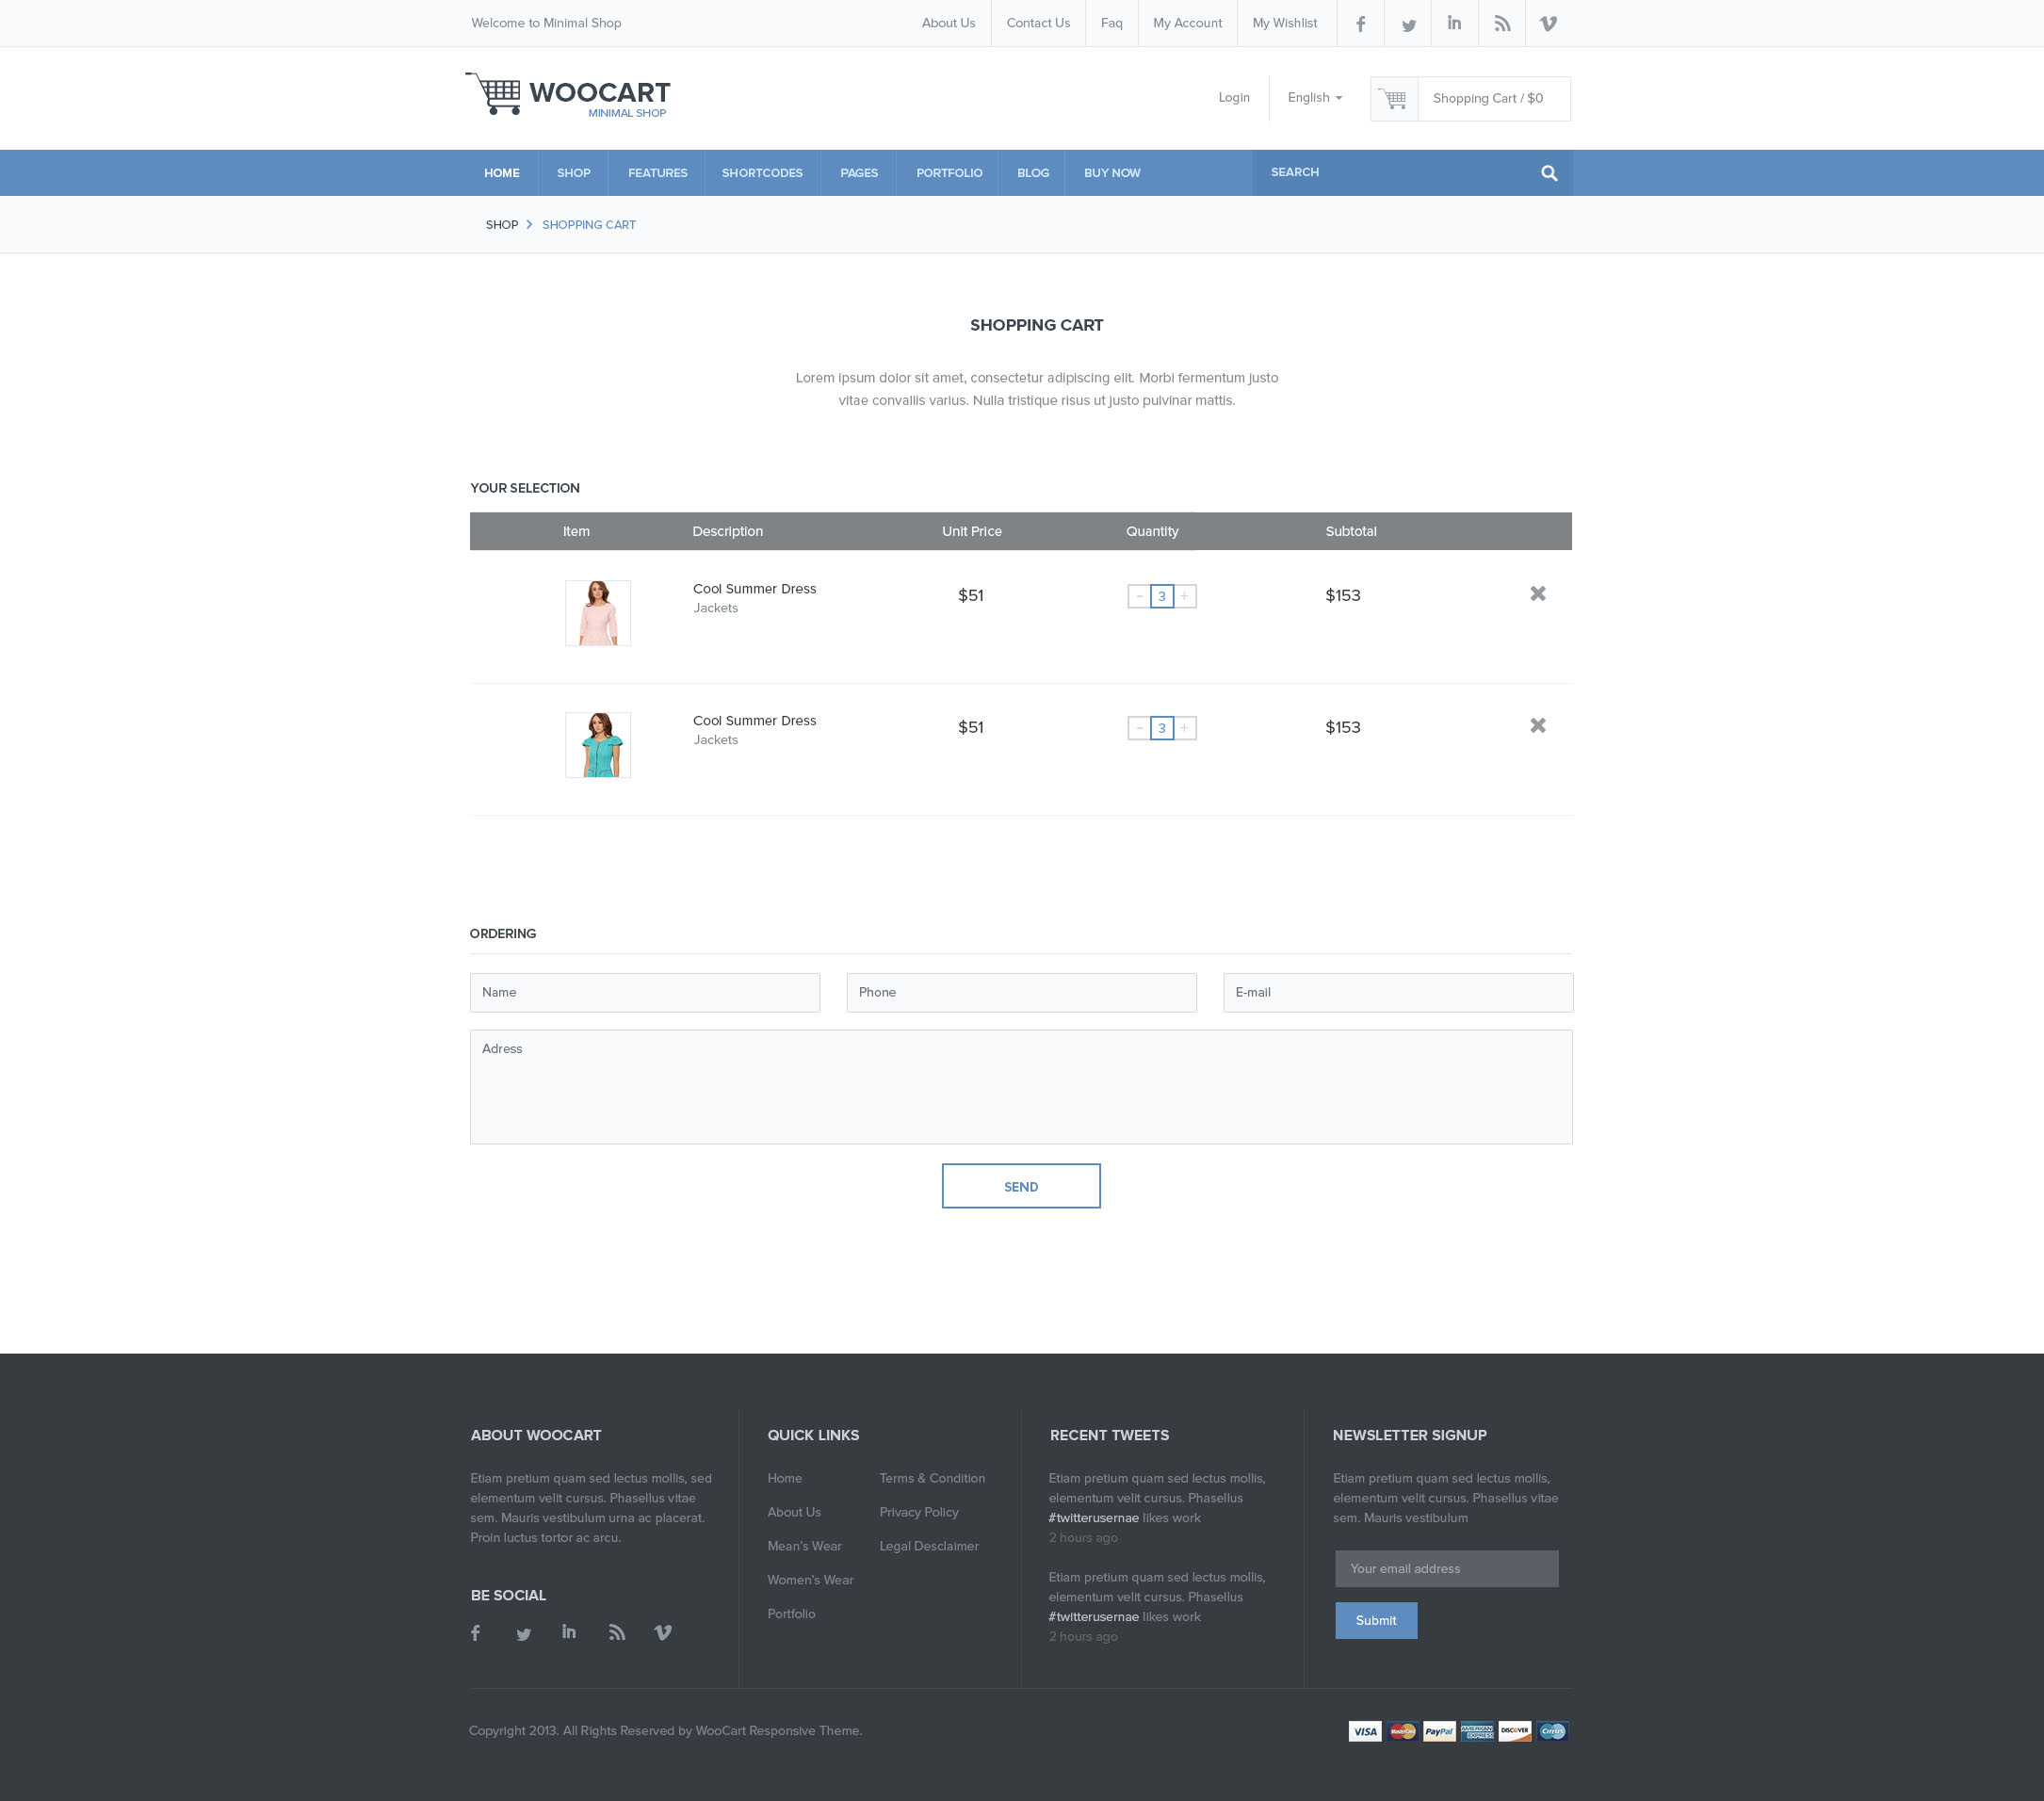 Welcome to Minimal Shop
About Us
Contact Us
Faq
My Account
My Wishlist
WOOCART
MINIMAL SHOP
Login
English
Shopping Cart / $0
HOME
SHOP
FEATURES
SHORTCODES
PAGES
PORTFOLIO
BLOG
BUY NOW
SEARCH
SHOP
SHOPPING CART
SHOPPING CART
Lorem ipsum dolor sit amet, consectetur adipiscing elit. Morbi fermentum justo
vitae convallis varius. Nulla tristique risus ut justo pulvinar mattis.
YOUR SELECTION
Item
Description
Unit Price
Quantity
Subtotal
Cool Summer Dress
Jackets
$51
- 3 +
$153
Cool Summer Dress
Jackets
$51
- 3 +
$153
ORDERING
Name
Phone
E-mail
Adress
SEND
ABOUT WOOCART
Etiam pretium quam sed lectus mollis, sed
elementum velit cursus. Phasellus vitae
sem. Mauris vestibulum urna ac placerat.
Proin luctus tortor ac arcu.
BE SOCIAL
QUICK LINKS
Home
About Us
Mean's Wear
Women's Wear
Portfolio
Terms & Condition
Privacy Policy
Legal Desclaimer
RECENT TWEETS
Etiam pretium quam sed lectus mollis,
elementum velit cursus. Phasellus
#twitterusernae likes work
2 hours ago
Etiam pretium quam sed lectus mollis,
elementum velit cursus. Phasellus
#twitterusernae likes work
2 hours ago
NEWSLETTER SIGNUP
Etiam pretium quam sed lectus mollis,
elementum velit cursus. Phasellus vitae
sem. Mauris vestibulum
Your email address
Submit
Copyright 2013. All Rights Reserved by WooCart Responsive Theme.
VISA
MasterCard
PayPal
AMERICAN EXPRESS
DISCOVER
Cirrus